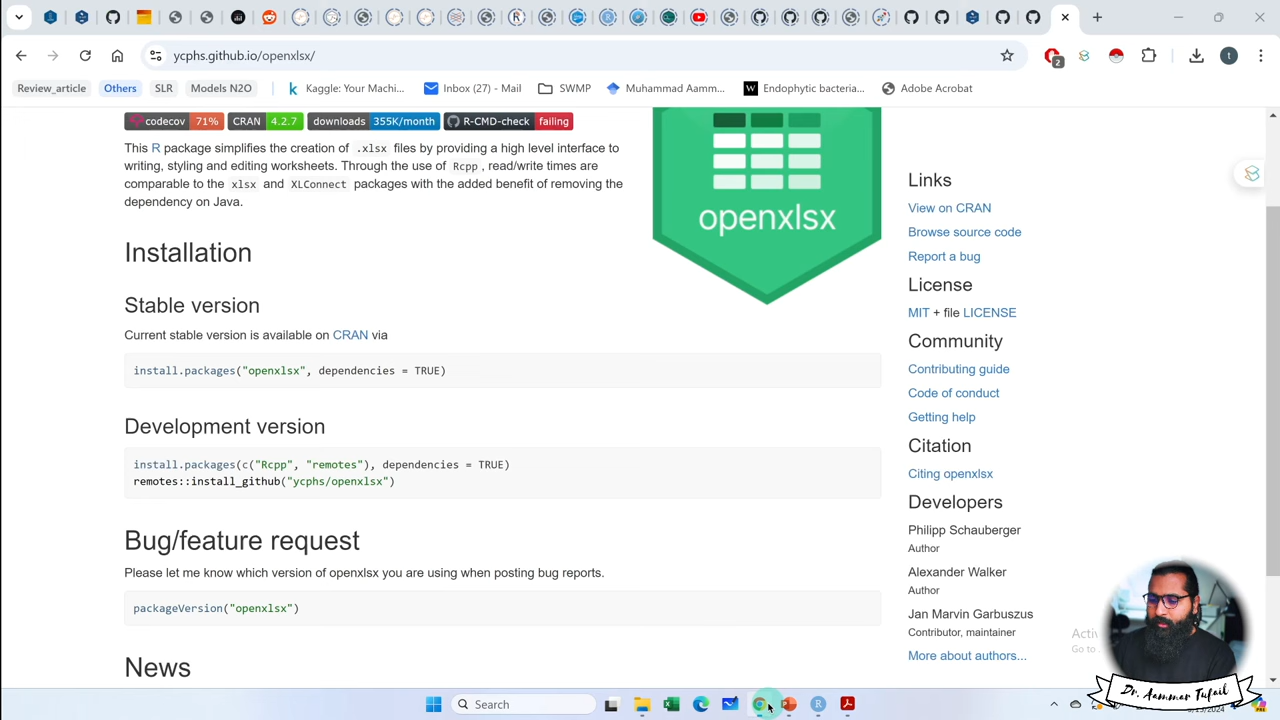 ycphs.github.io/openxlsx/
2
t
Review_article
Others
SLR
Models N2O
Kaggle: Your Machi...
Inbox (27) - Mail
SWMP
Muhammad Aamm...
Endophytic bacteria...
Adobe Acrobat
codecov 71%
CRAN 4.2.7
downloads 355K/month
R-CMD-check failing
This R package simplifies the creation of .xlsx files by providing a high level interface to
writing, styling and editing worksheets. Through the use of Rcpp, read/write times are
comparable to the xlsx and XLConnect packages with the added benefit of removing the
dependency on Java.
openxlsx
Installation
Stable version
Current stable version is available on CRAN via
install.packages("openxlsx", dependencies = TRUE)
Development version
install.packages(c("Rcpp", "remotes"), dependencies = TRUE)
remotes::install_github("ycphs/openxlsx")
Bug/feature request
Please let me know which version of openxlsx you are using when posting bug reports.
packageVersion("openxlsx")
News
Links
View on CRAN
Browse source code
Report a bug
License
MIT + file LICENSE
Community
Contributing guide
Code of conduct
Getting help
Citation
Citing openxlsx
Developers
Philipp Schauberger
Author
Alexander Walker
Author
Jan Marvin Garbuszus
Contributor, maintainer
More about authors...
Go to
Search
Dr. Aammar Tufail